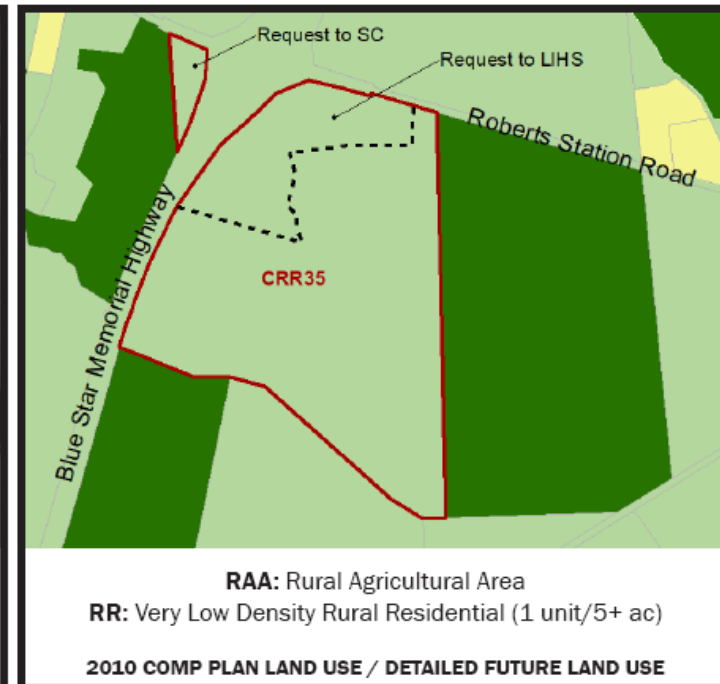 Request to SC
Request to LIHS
Roberts Station Road
Blue Star Memorial Highway
CRR35
RAA: Rural Agricultural Area
RR: Very Low Density Rural Residential (1 unit/5+ ac)
2010 COMP PLAN LAND USE / DETAILED FUTURE LAND USE